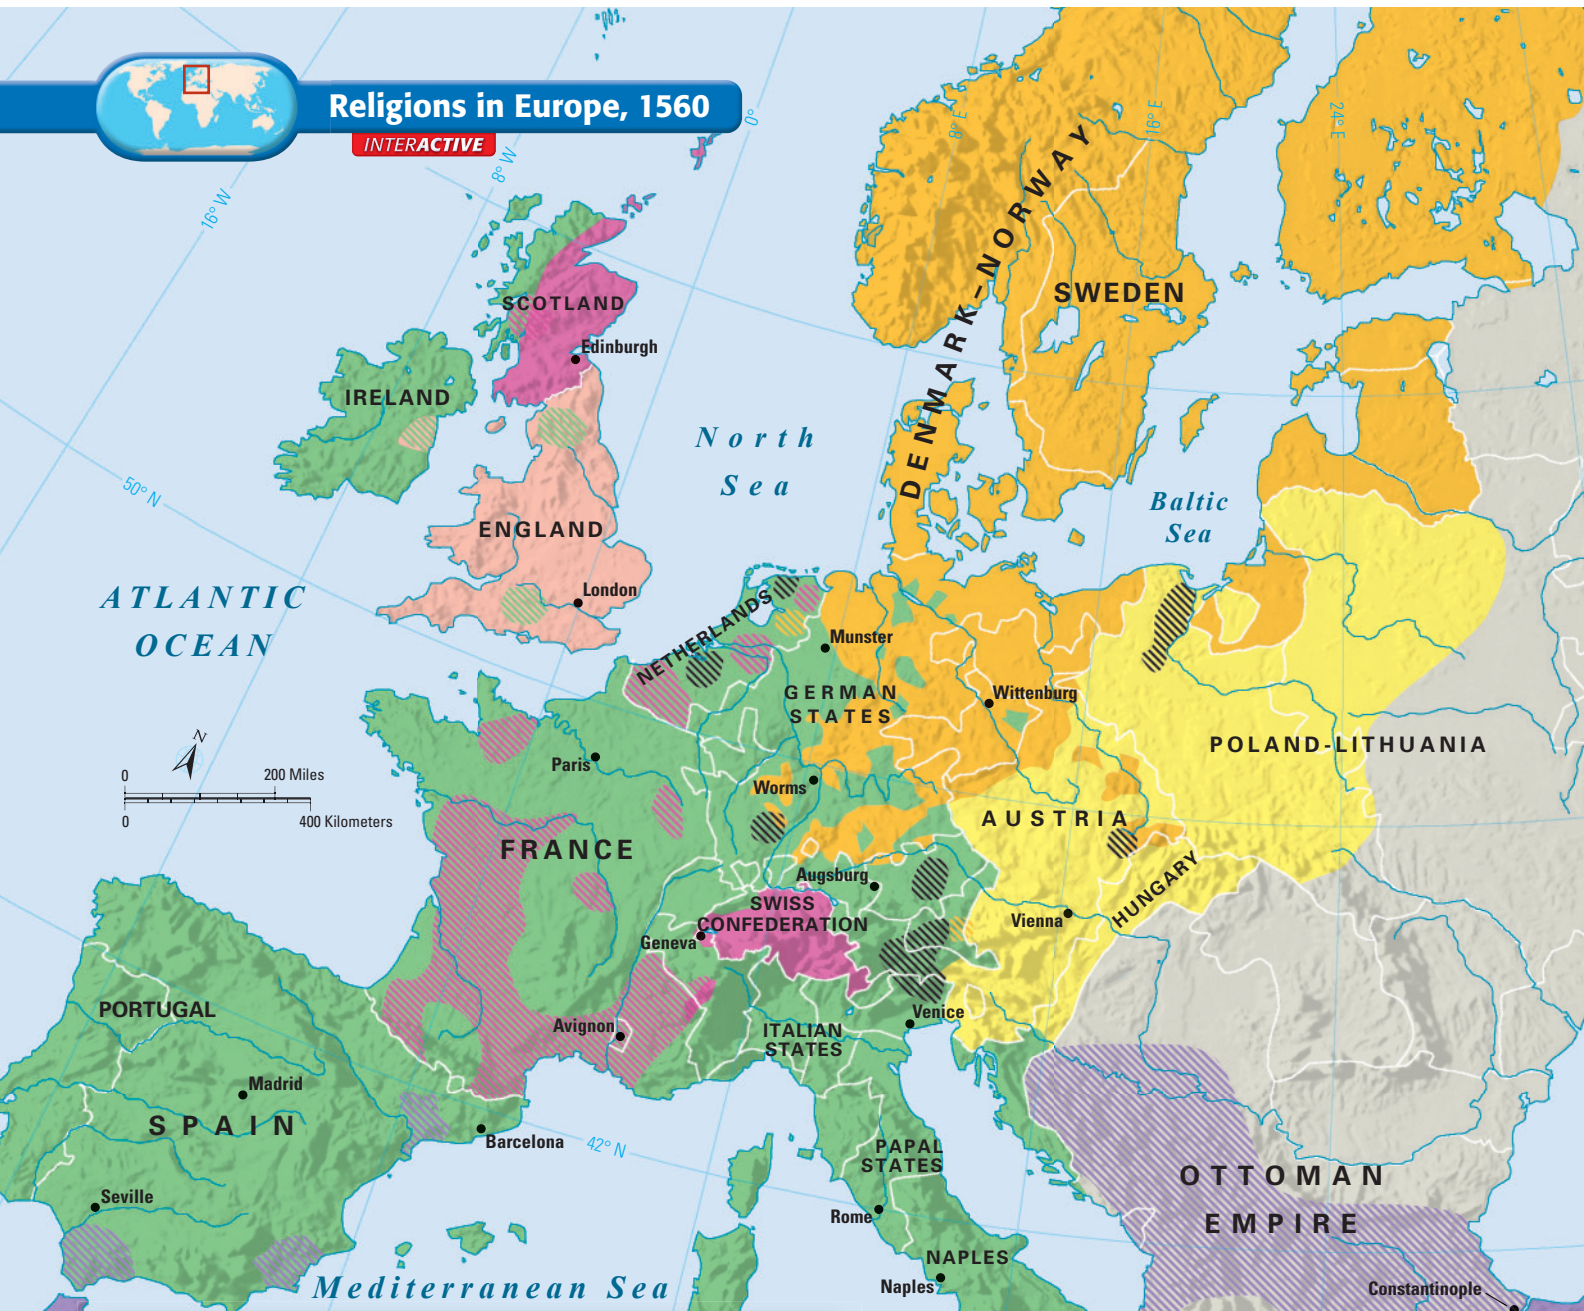 Religions in Europe, 1560
INTERACTIVE
16° W
8° W
0°
8° E
16° E
24° E
DENMARK–NORWAY
SWEDEN
SCOTLAND
Edinburgh
IRELAND
North
Sea
50° N
Baltic
Sea
ENGLAND
London
ATLANTIC
OCEAN
NETHERLANDS
Munster
GERMAN
STATES
Wittenburg
N
POLAND-LITHUANIA
Paris
0
200 Miles
Worms
0
400 Kilometers
FRANCE
AUSTRIA
Augsburg
HUNGARY
SWISS
CONFEDERATION
Vienna
Geneva
PORTUGAL
Venice
Avignon
ITALIAN
STATES
Madrid
SPAIN
Barcelona
42° N
PAPAL
STATES
OTTOMAN
EMPIRE
Seville
Rome
NAPLES
Naples
Mediterranean Sea
Constantinople